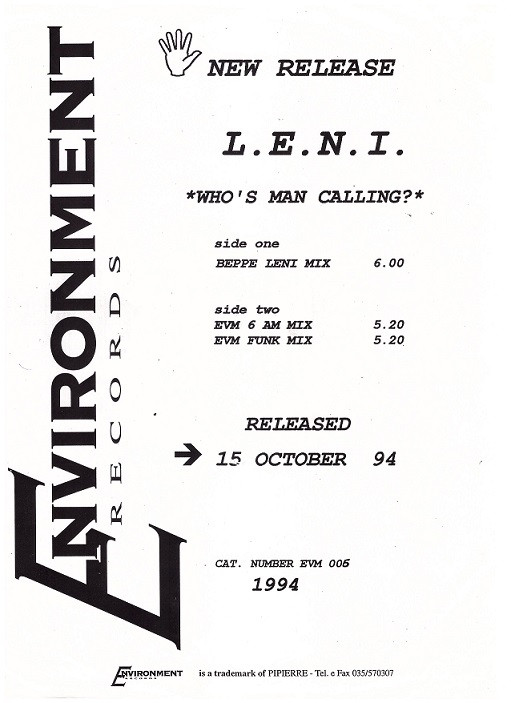 ENVIRONMENT
RECORDS
NEW RELEASE
L.E.N.I.
*WHO'S MAN CALLING?*
side one
BEPPE LENI MIX 6.00
side two
EVM 6 AM MIX 5.20
EVM FUNK MIX 5.20
RELEASED
15 OCTOBER 94
CAT. NUMBER EVM 006
1994
ENVIRONMENT
RECORDS
is a trademark of PIPIERRE - Tel. e Fax 035/570307